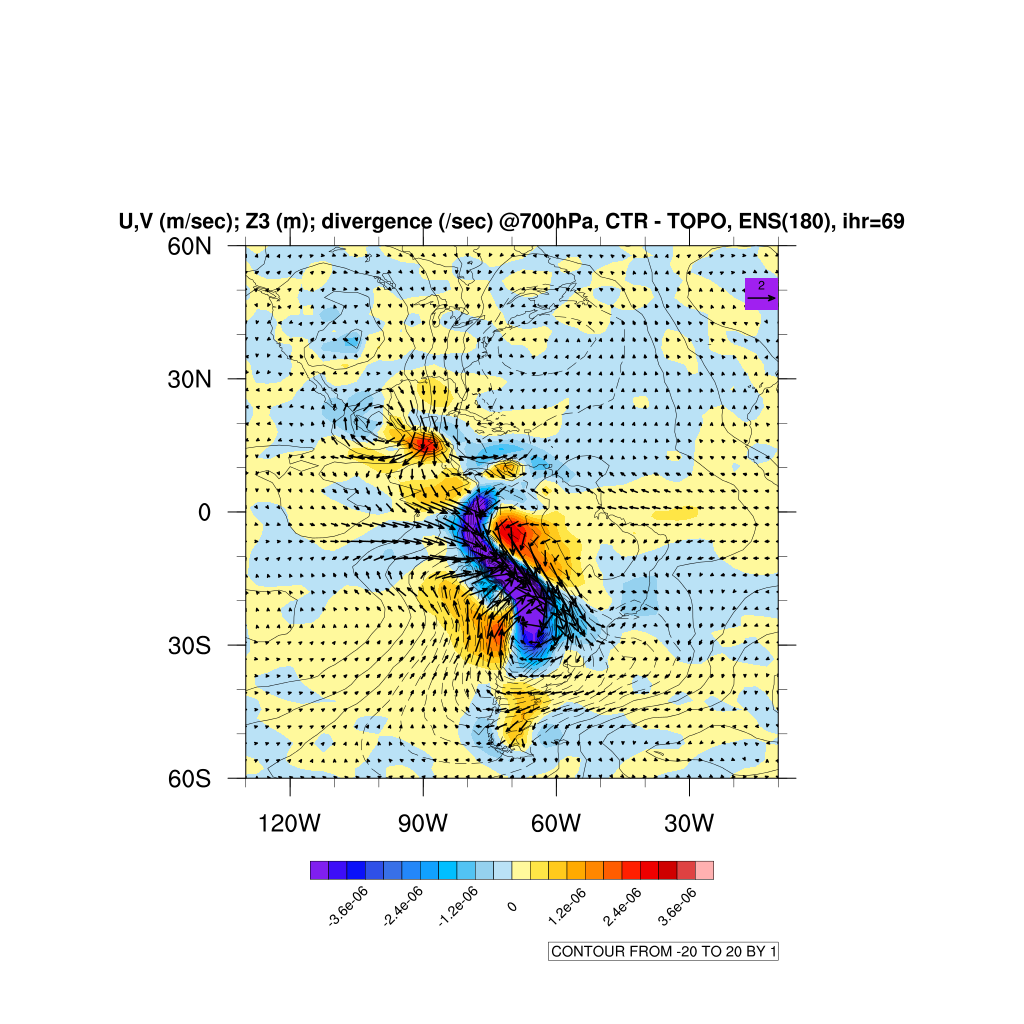 U,V (m/sec); Z3 (m); divergence (/sec) @700hPa, CTR - TOPO, ENS(180), ihr=69
60N
2
30N
0
30S
60S
120W 90W 60W 30W
-3.6e-06 -2.4e-06 -1.2e-06 0 1.2e-06 2.4e-06 3.6e-06
CONTOUR FROM -20 TO 20 BY 1